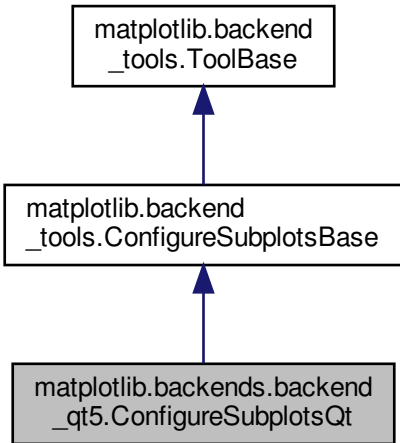 matplotlib.backend
_tools.ToolBase
matplotlib.backend
_tools.ConfigureSubplotsBase
matplotlib.backends.backend
_qt5.ConfigureSubplotsQt